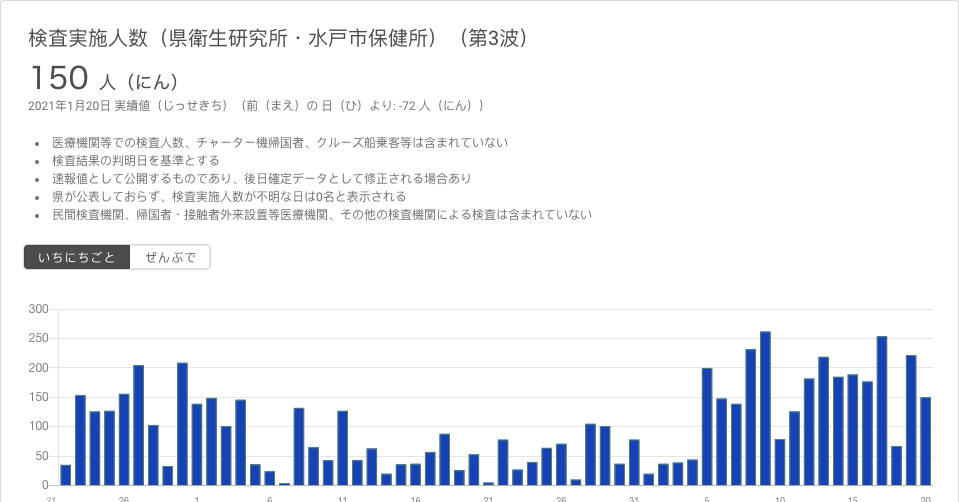 検査実施人数（県衛生研究所・水戸市保健所）（第3波）
150 人（にん）
2021年1月20日 実績値（じっせきち）（前（まえ）の 日（ひ）より: -72 人（にん））
• 医療機関等での検査人数、チャーター機帰国者、クルーズ船乗客等は含まれていない
• 検査結果の判明日を基準とする
• 速報値として公開するものであり、後日確定データとして修正される場合あり
• 県が公表しておらず、検査実施人数が不明な日は0名と表示される
• 民間検査機関、帰国者・接触者外来設置等医療機関、その他の検査機関による検査は含まれていない
いちにちごと ぜんぶで
300
250
200
150
100
50
0
21 26 1 6 11 16 21 26 31 5 10 15 20